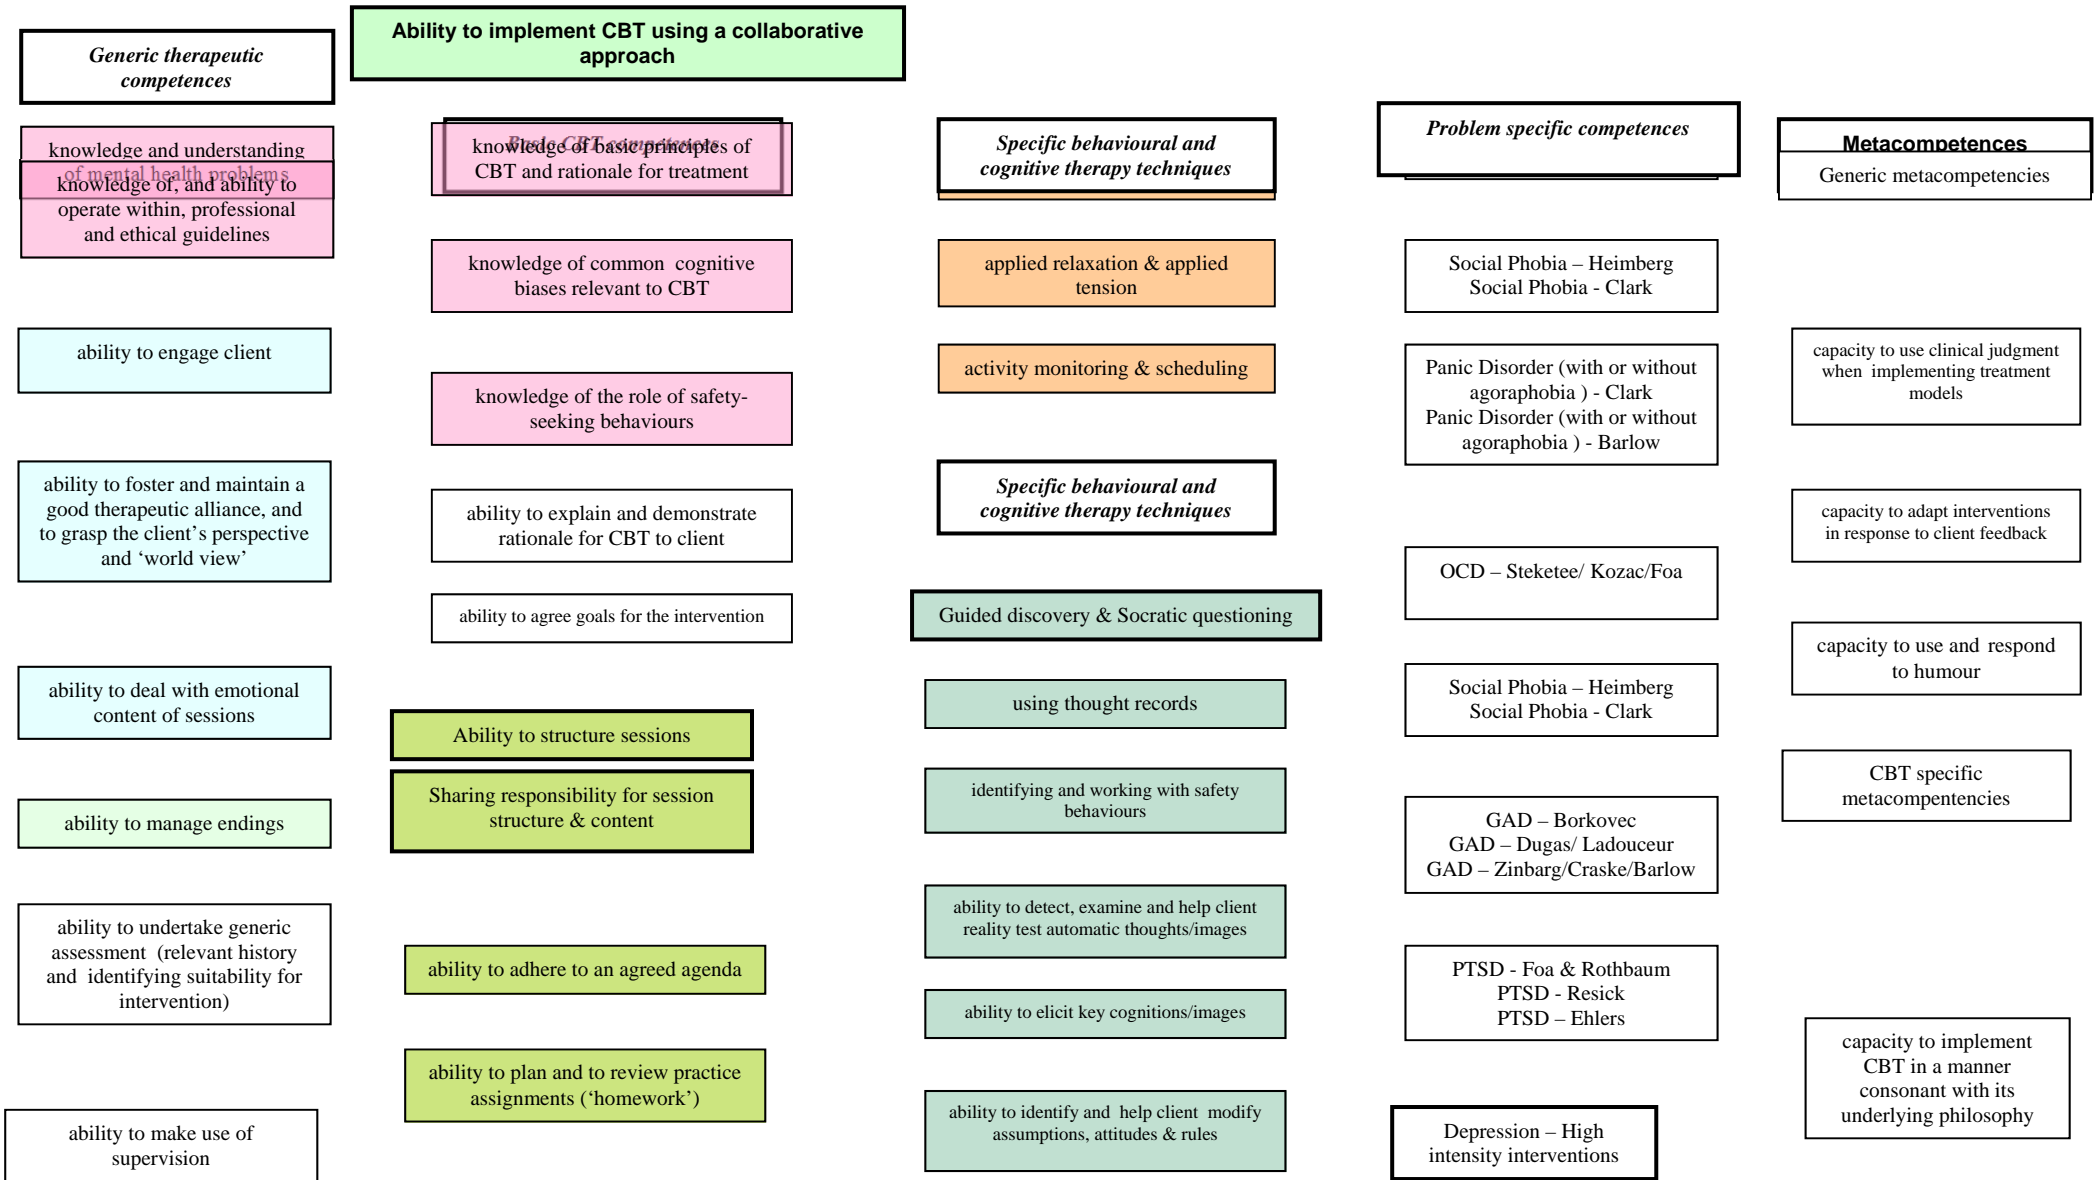 Generic therapeutic
competences
knowledge and understanding
of mental health problems
knowledge of, and ability to
operate within, professional
and ethical guidelines
ability to engage client
ability to foster and maintain a
good therapeutic alliance, and
to grasp the client’s perspective
and ‘world view’
ability to deal with emotional
content of sessions
ability to manage endings
ability to undertake generic
assessment (relevant history
and identifying suitability for
intervention)
ability to make use of
supervision
Ability to implement CBT using a collaborative
approach
Basic CBT competences
knowledge of basic principles of
CBT and rationale for treatment
knowledge of common cognitive
biases relevant to CBT
knowledge of the role of safety-
seeking behaviours
ability to explain and demonstrate
rationale for CBT to client
ability to agree goals for the intervention
Ability to structure sessions
Sharing responsibility for session
structure & content
ability to adhere to an agreed agenda
ability to plan and to review practice
assignments (‘homework’)
Specific behavioural and
cognitive therapy techniques
applied relaxation & applied
tension
activity monitoring & scheduling
Specific behavioural and
cognitive therapy techniques
Guided discovery & Socratic questioning
using thought records
identifying and working with safety
behaviours
ability to detect, examine and help client
reality test automatic thoughts/images
ability to elicit key cognitions/images
ability to identify and help client modify
assumptions, attitudes & rules
Problem specific competences
Social Phobia – Heimberg
Social Phobia - Clark
Panic Disorder (with or without
agoraphobia ) - Clark
Panic Disorder (with or without
agoraphobia ) - Barlow
OCD – Steketee/ Kozac/Foa
Social Phobia – Heimberg
Social Phobia - Clark
GAD – Borkovec
GAD – Dugas/ Ladouceur
GAD – Zinbarg/Craske/Barlow
PTSD - Foa & Rothbaum
PTSD - Resick
PTSD – Ehlers
Depression – High
intensity interventions
Metacompetences
Generic metacompetencies
capacity to use clinical judgment
when implementing treatment
models
capacity to adapt interventions
in response to client feedback
capacity to use and respond
to humour
CBT specific
metacompentencies
capacity to implement
CBT in a manner
consonant with its
underlying philosophy